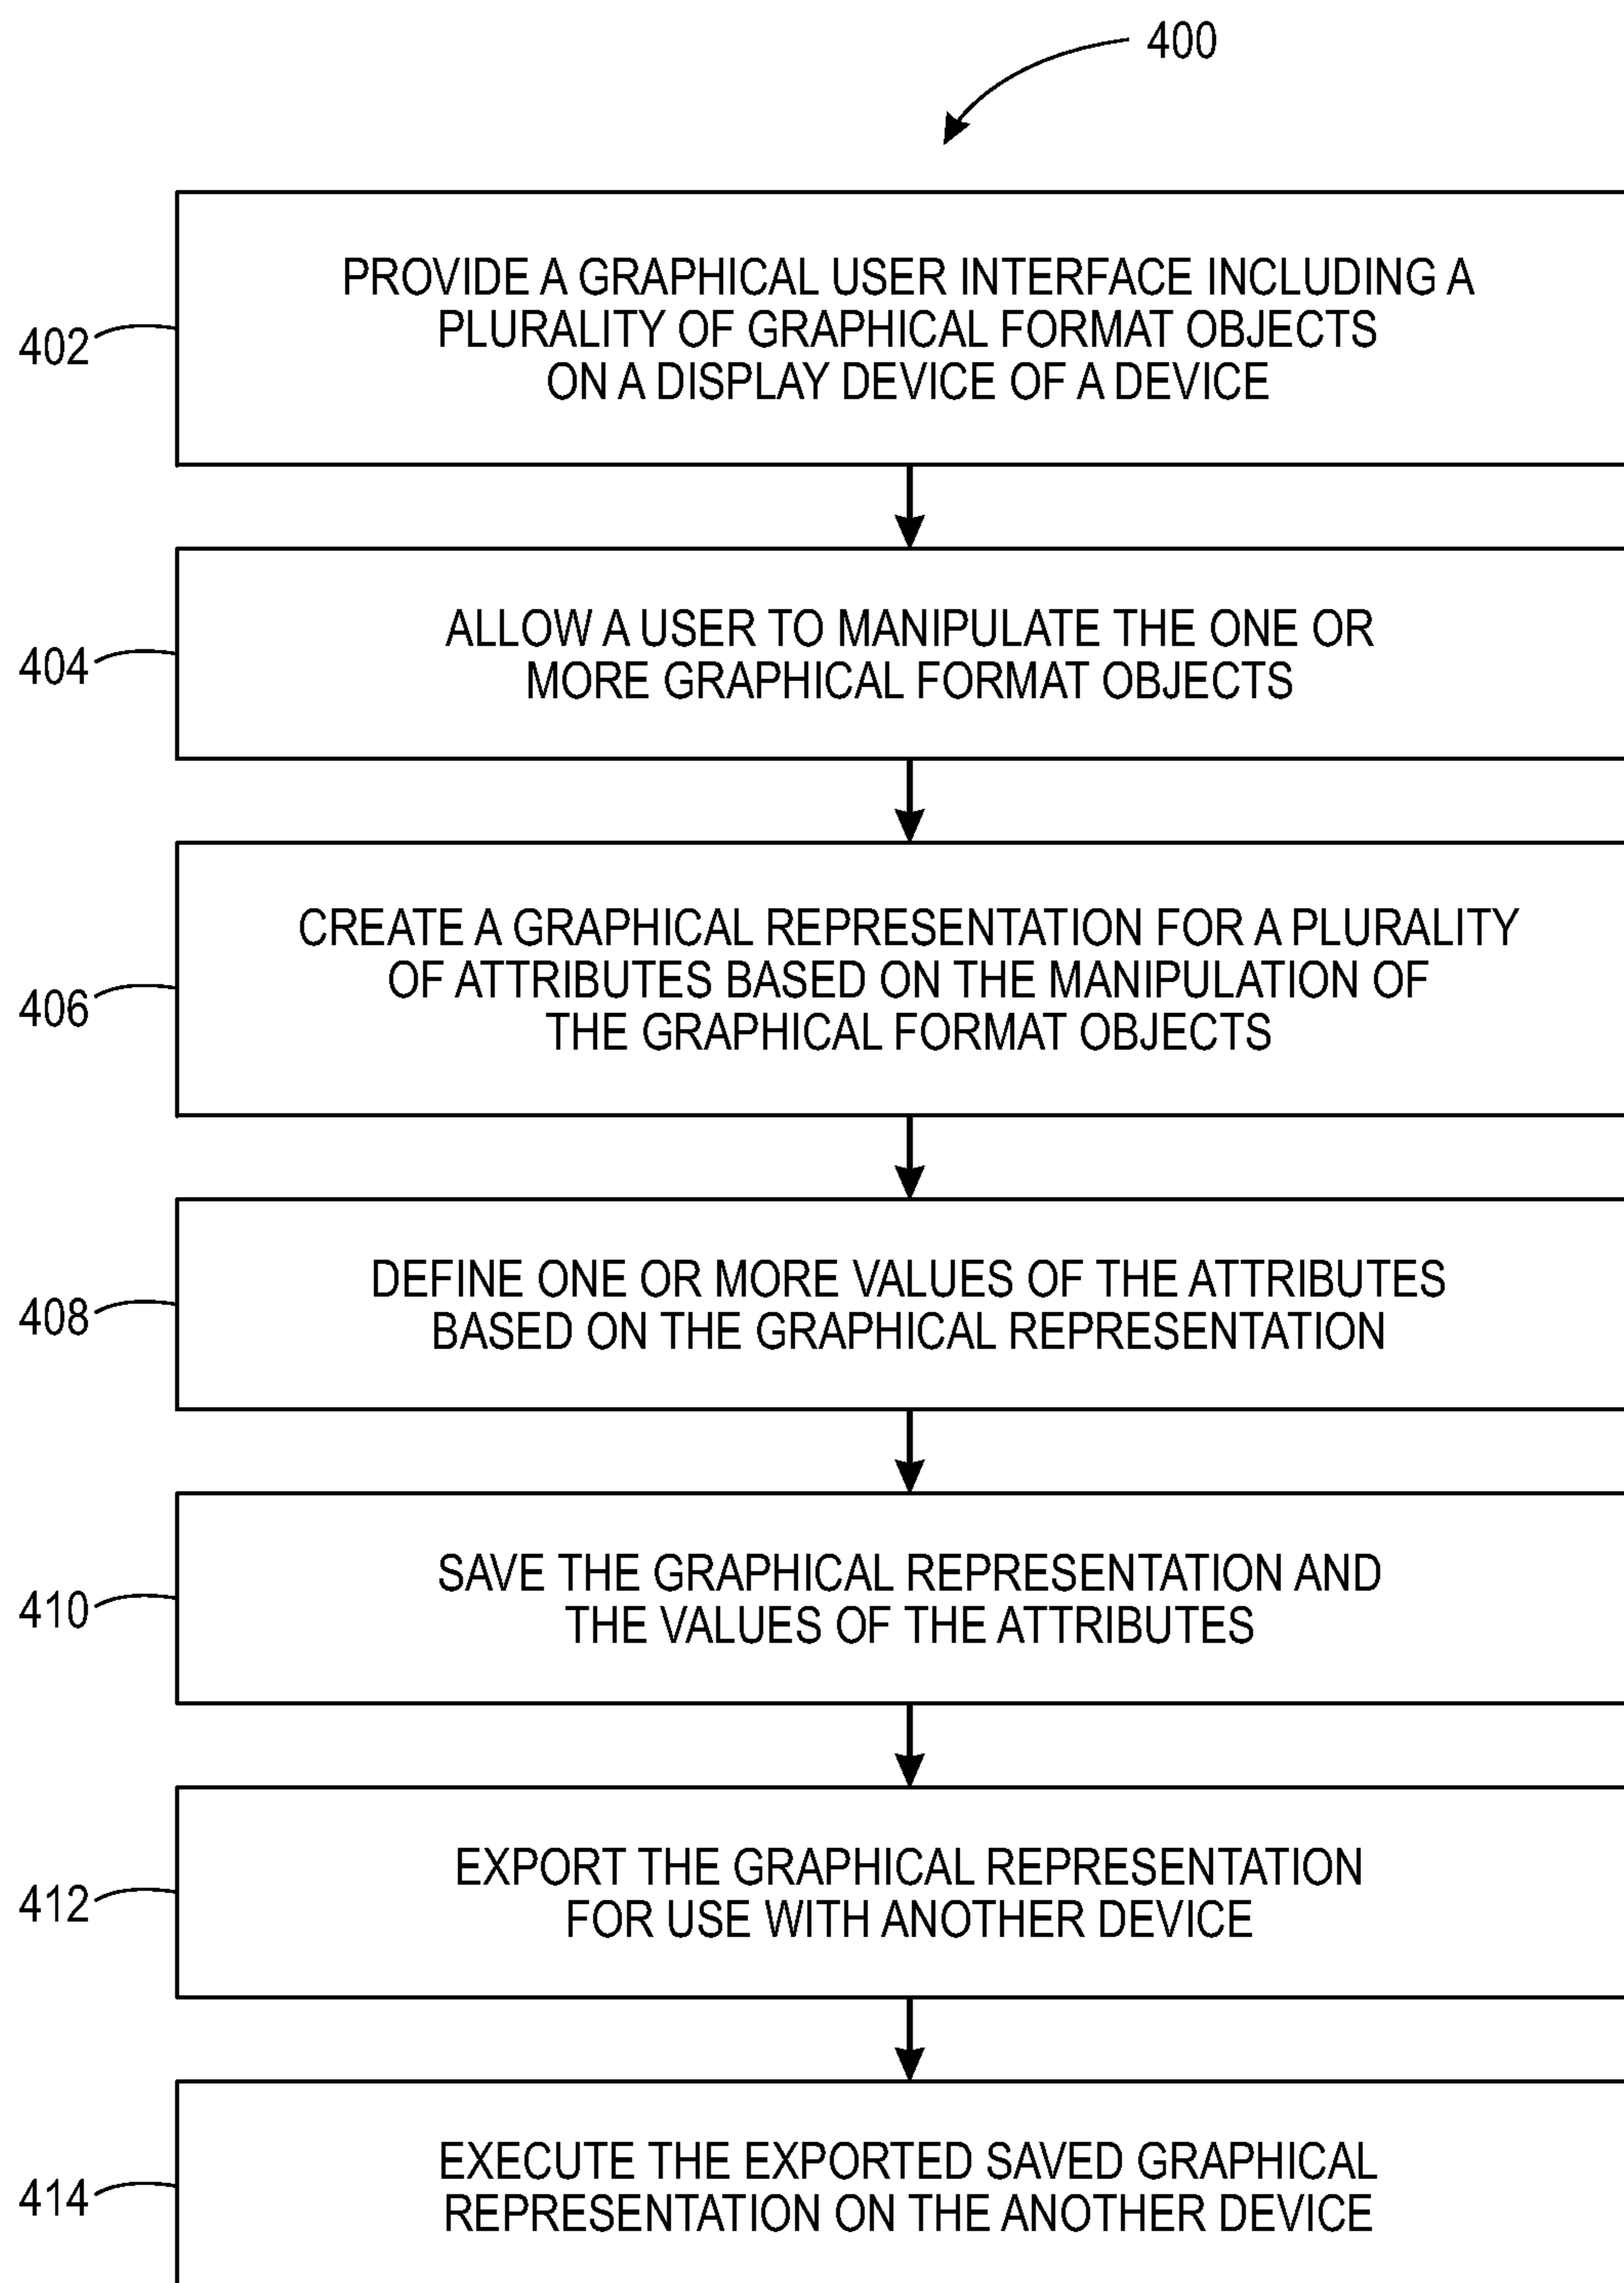 400
PROVIDE A GRAPHICAL USER INTERFACE INCLUDING A
PLURALITY OF GRAPHICAL FORMAT OBJECTS
ON A DISPLAY DEVICE OF A DEVICE
402
ALLOW A USER TO MANIPULATE THE ONE OR
MORE GRAPHICAL FORMAT OBJECTS
404
CREATE A GRAPHICAL REPRESENTATION FOR A PLURALITY
OF ATTRIBUTES BASED ON THE MANIPULATION OF
THE GRAPHICAL FORMAT OBJECTS
406
DEFINE ONE OR MORE VALUES OF THE ATTRIBUTES
BASED ON THE GRAPHICAL REPRESENTATION
408
SAVE THE GRAPHICAL REPRESENTATION AND
THE VALUES OF THE ATTRIBUTES
410
EXPORT THE GRAPHICAL REPRESENTATION
FOR USE WITH ANOTHER DEVICE
412
EXECUTE THE EXPORTED SAVED GRAPHICAL
REPRESENTATION ON THE ANOTHER DEVICE
414